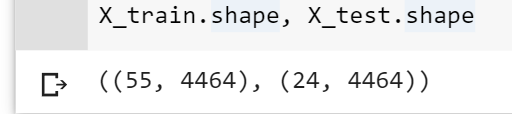 X_train.shape, X_test.shape
((55, 4464), (24, 4464))